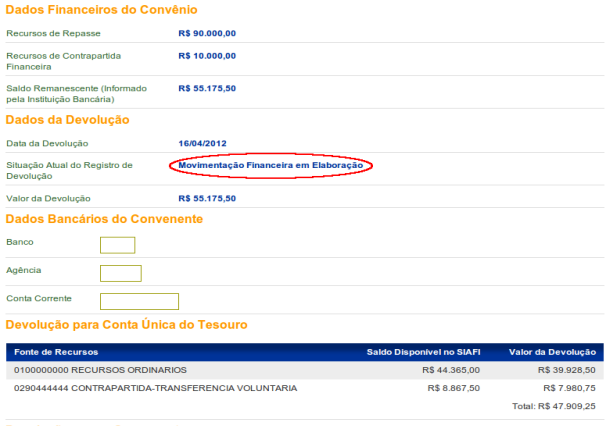 Dados Financeiros do Convênio
Recursos de Repasse R$ 90.000,00
Recursos de Contrapartida Financeira R$ 10.000,00
Saldo Remanescente (Informado pela Instituição Bancária) R$ 55.175,50
Dados da Devolução
Data da Devolução 16/04/2012
Situação Atual do Registro de Devolução Movimentação Financeira em Elaboração
Valor da Devolução R$ 55.175,50
Dados Bancários do Convenente
Banco
Agência
Conta Corrente
Devolução para Conta Única do Tesouro
Fonte de Recursos Saldo Disponível no SIAFI Valor da Devolução
0100000000 RECURSOS ORDINARIOS R$ 44.365,00 R$ 39.928,50
0290444444 CONTRAPARTIDA-TRANSFERENCIA VOLUNTARIA R$ 8.867,50 R$ 7.980,75
Total: R$ 47.909,25